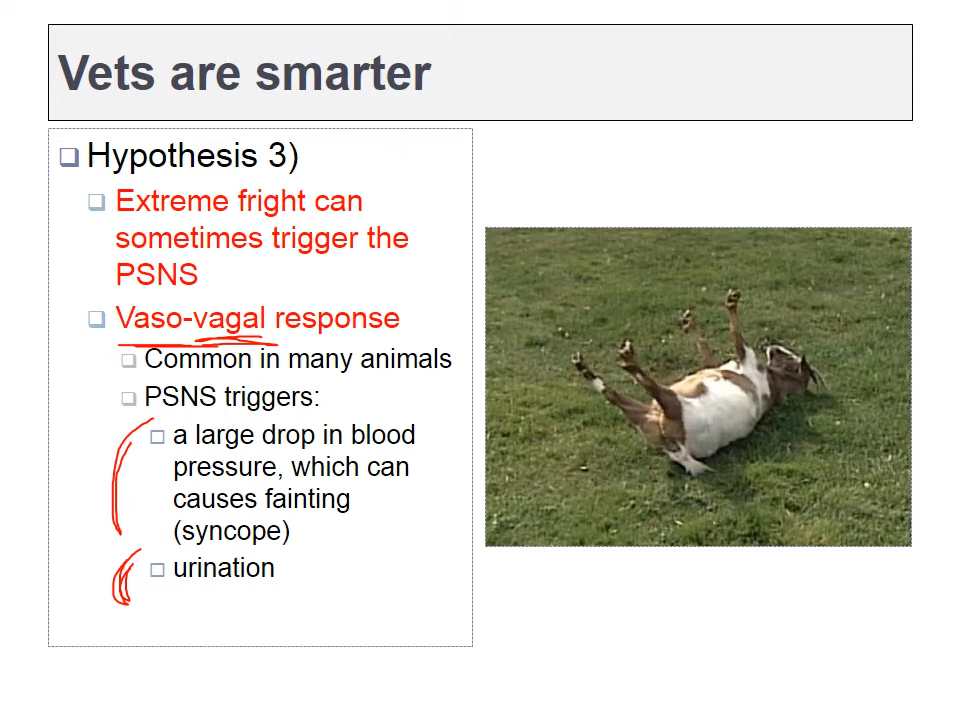 Vets are smarter
Hypothesis 3)
Extreme fright can
sometimes trigger the
PSNS
Vaso-vagal response
Common in many animals
PSNS triggers:
a large drop in blood
pressure, which can
causes fainting
(syncope)
urination